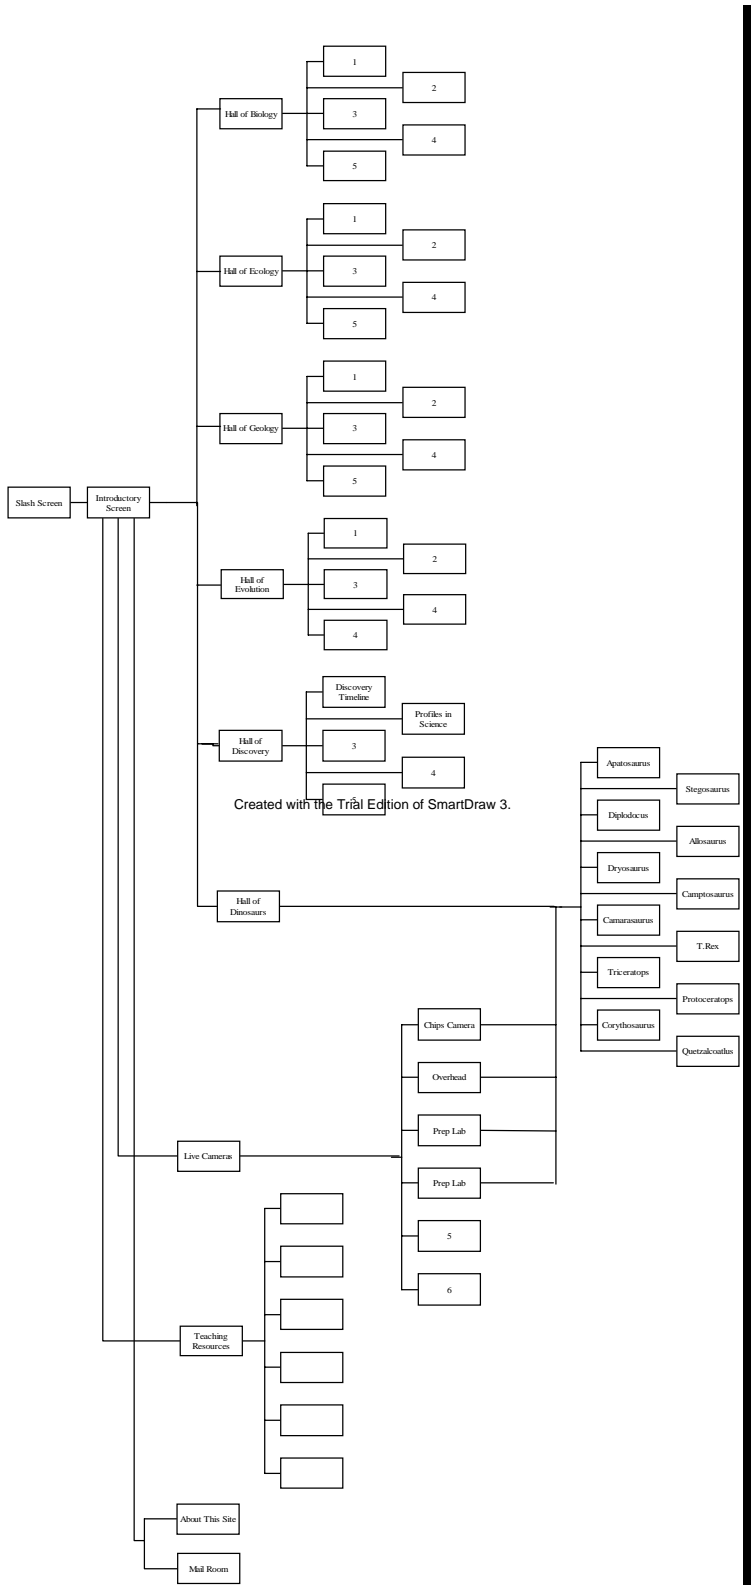 1
2
Hall of Biology
3
4
5
1
2
Hall of Ecology
3
4
5
1
2
Hall of Geology
3
4
5
Slash Screen
Introductory
Screen
1
2
Hall of
Evolution
3
4
4
Discovery
Timeline
Profiles in
Science
Hall of
Discovery
3
4
5
Created with the Trial Edition of SmartDraw 3.
Apatosaurus
Stegosaurus
Diplodocus
Allosaurus
Dryosaurus
Camptosaurus
Hall of
Dinosaurs
Camarasaurus
T.Rex
Triceratops
Protoceratops
Corythosaurus
Quetzalcoatlus
Chips Camera
Overhead
Prep Lab
Live Cameras
Prep Lab
5
6
Teaching
Resources
About This Site
Mail Room